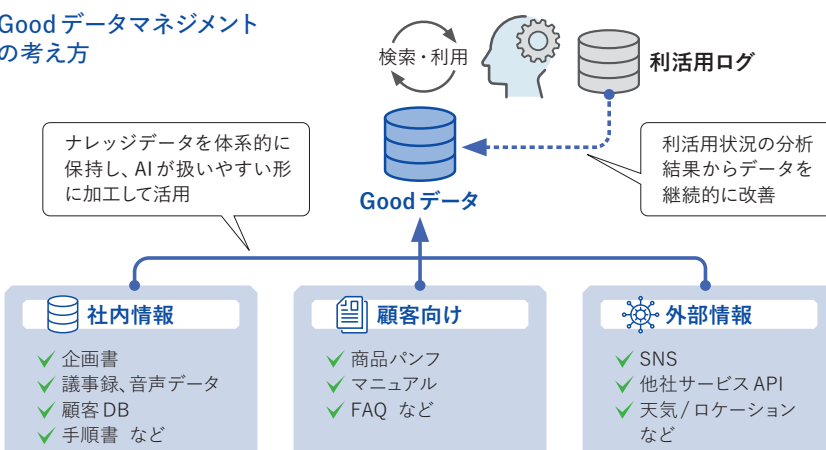 Good データマネジメント
の考え方
検索・利用
利活用ログ
ナレッジデータを体系的に
保持し、AIが扱いやすい形
に加工して活用
利活用状況の分析
結果からデータを
継続的に改善
Good データ
社内情報
企画書
議事録、音声データ
顧客 DB
手順書 など
顧客向け
商品パンフ
マニュアル
FAQ など
外部情報
SNS
他社サービス API
天気 / ロケーション
など